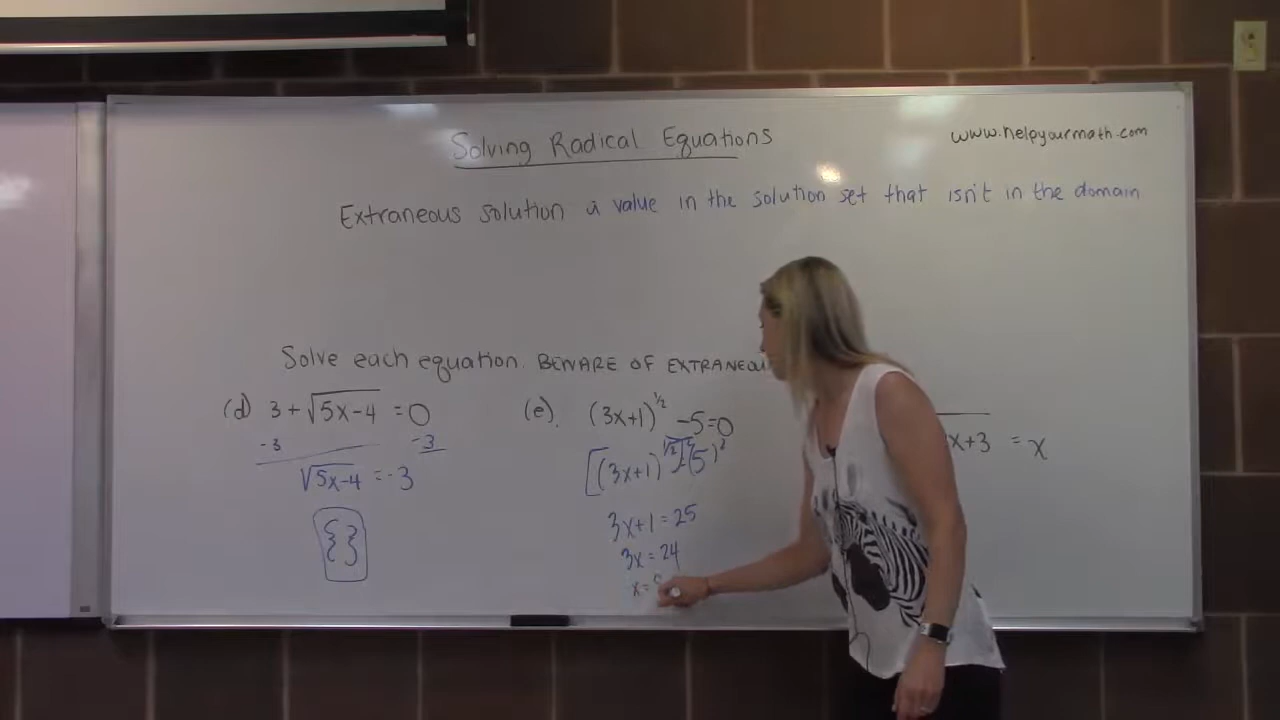 Solving Radical Equations
www.helpyourmath.com
Extraneous solution a value in the solution set that isn't in the domain
Solve each equation. BEWARE OF
(d) 3 + √5x-4 = 0
-3 -3
√5x-4 = -3
{ }
(e). (3x+1)^1/2 -5=0
3x+1 = 25
3x = 24
x =
x+3 = x